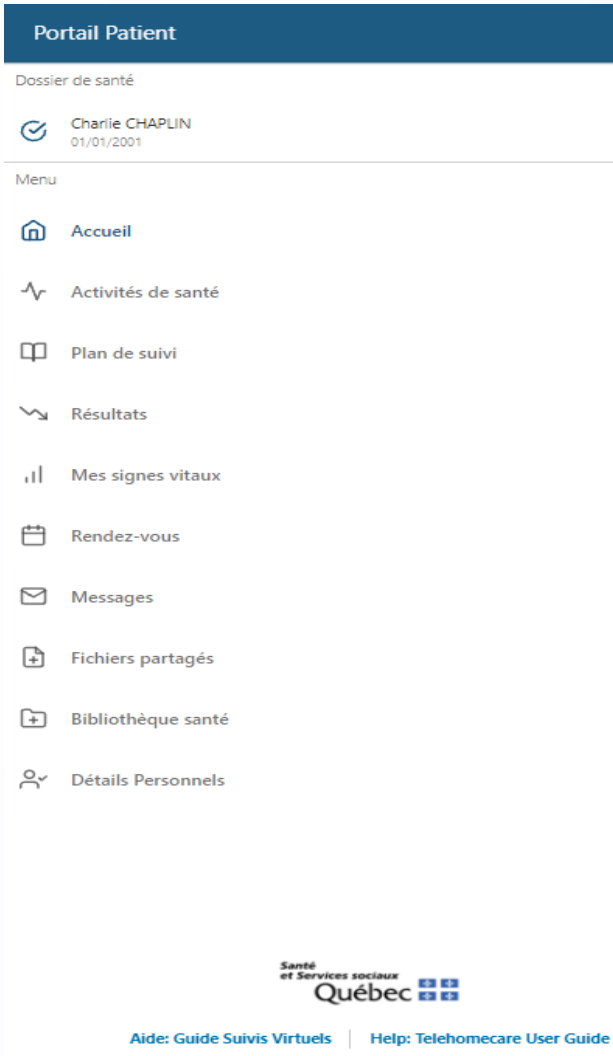 Portail Patient
Dossier de santé
Charlie CHAPLIN
01/01/2001
Menu
Accueil
Activités de santé
Plan de suivi
Résultats
Mes signes vitaux
Rendez-vous
Messages
Fichiers partagés
Bibliothèque santé
Détails Personnels
Santé
et Services sociaux
Québec
Aide: Guide Suivis Virtuels | Help: Telehomecare User Guide